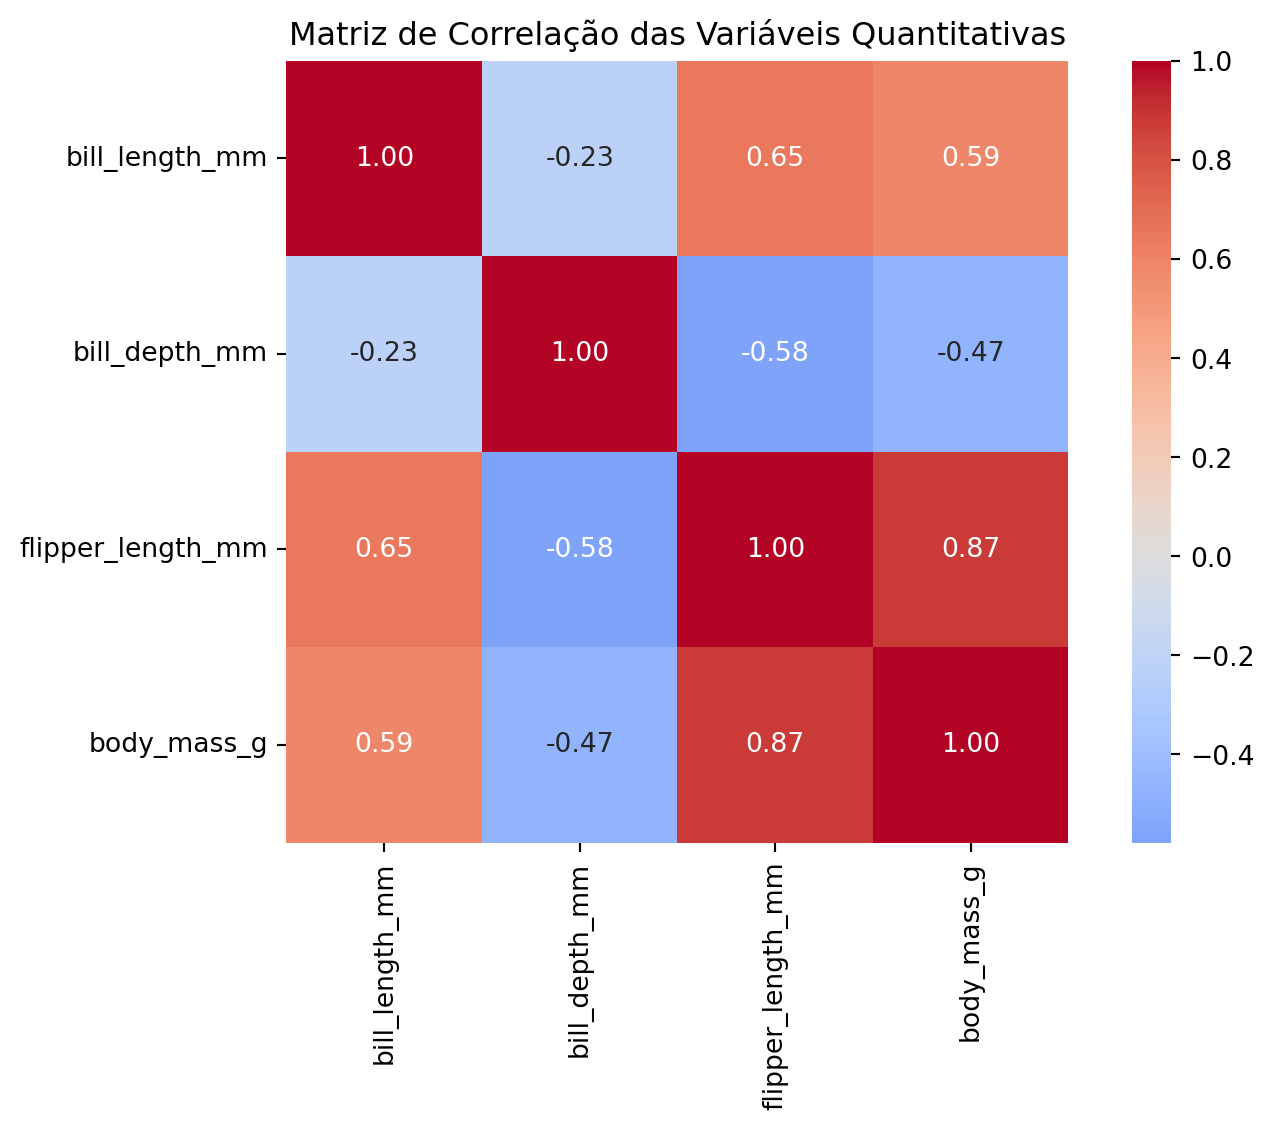 Matriz de Correlação das Variáveis Quantitativas
bill_length_mm 1.00 -0.23 0.65 0.59
bill_depth_mm -0.23 1.00 -0.58 -0.47
flipper_length_mm 0.65 -0.58 1.00 0.87
body_mass_g 0.59 -0.47 0.87 1.00
bill_length_mm
bill_depth_mm
flipper_length_mm
body_mass_g
1.0
0.8
0.6
0.4
0.2
0.0
−0.2
−0.4